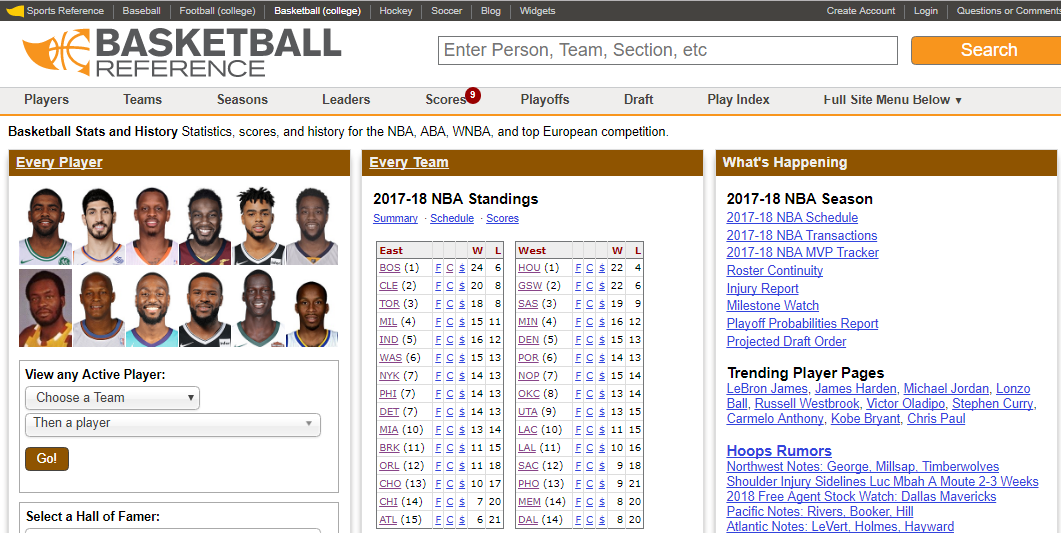 Sports Reference Baseball Football (college) Basketball (college) Hockey Soccer Blog Widgets Create Account Login Questions or Comments
BASKETBALL
REFERENCE
Enter Person, Team, Section, etc Search
Players Teams Seasons Leaders Scores 9 Playoffs Draft Play Index Full Site Menu Below ▼
Basketball Stats and History Statistics, scores, and history for the NBA, ABA, WNBA, and top European competition.
Every Player
View any Active Player:
Choose a Team ▼
Then a player ▼
Go!
Select a Hall of Famer:
Every Team
2017-18 NBA Standings
Summary · Schedule · Scores
East W L
BOS (1) F C $ 24 6
CLE (2) F C $ 20 8
TOR (3) F C $ 18 8
MIL (4) F C $ 15 11
IND (5) F C $ 16 12
WAS (6) F C $ 15 13
NYK (7) F C $ 14 13
PHI (7) F C $ 14 13
DET (7) F C $ 14 13
MIA (10) F C $ 13 14
BRK (11) F C $ 11 15
ORL (12) F C $ 11 18
CHO (13) F C $ 10 17
CHI (14) F C $ 7 20
ATL (15) F C $ 6 21
West W L
HOU (1) F C $ 22 4
GSW (2) F C $ 22 6
SAS (3) F C $ 19 9
MIN (4) F C $ 16 12
DEN (5) F C $ 15 13
POR (6) F C $ 14 13
NOP (7) F C $ 15 14
OKC (8) F C $ 13 14
UTA (9) F C $ 13 15
LAC (10) F C $ 11 15
LAL (11) F C $ 10 16
SAC (12) F C $ 9 18
PHO (13) F C $ 9 21
MEM (14) F C $ 8 20
DAL (14) F C $ 8 20
What's Happening
2017-18 NBA Season
2017-18 NBA Schedule
2017-18 NBA Transactions
2017-18 NBA MVP Tracker
Roster Continuity
Injury Report
Milestone Watch
Playoff Probabilities Report
Projected Draft Order
Trending Player Pages
LeBron James, James Harden, Michael Jordan, Lonzo
Ball, Russell Westbrook, Victor Oladipo, Stephen Curry,
Carmelo Anthony, Kobe Bryant, Chris Paul
Hoops Rumors
Northwest Notes: George, Millsap, Timberwolves
Shoulder Injury Sidelines Luc Mbah A Moute 2-3 Weeks
2018 Free Agent Stock Watch: Dallas Mavericks
Pacific Notes: Rivers, Booker, Hill
Atlantic Notes: LeVert, Holmes, Hayward